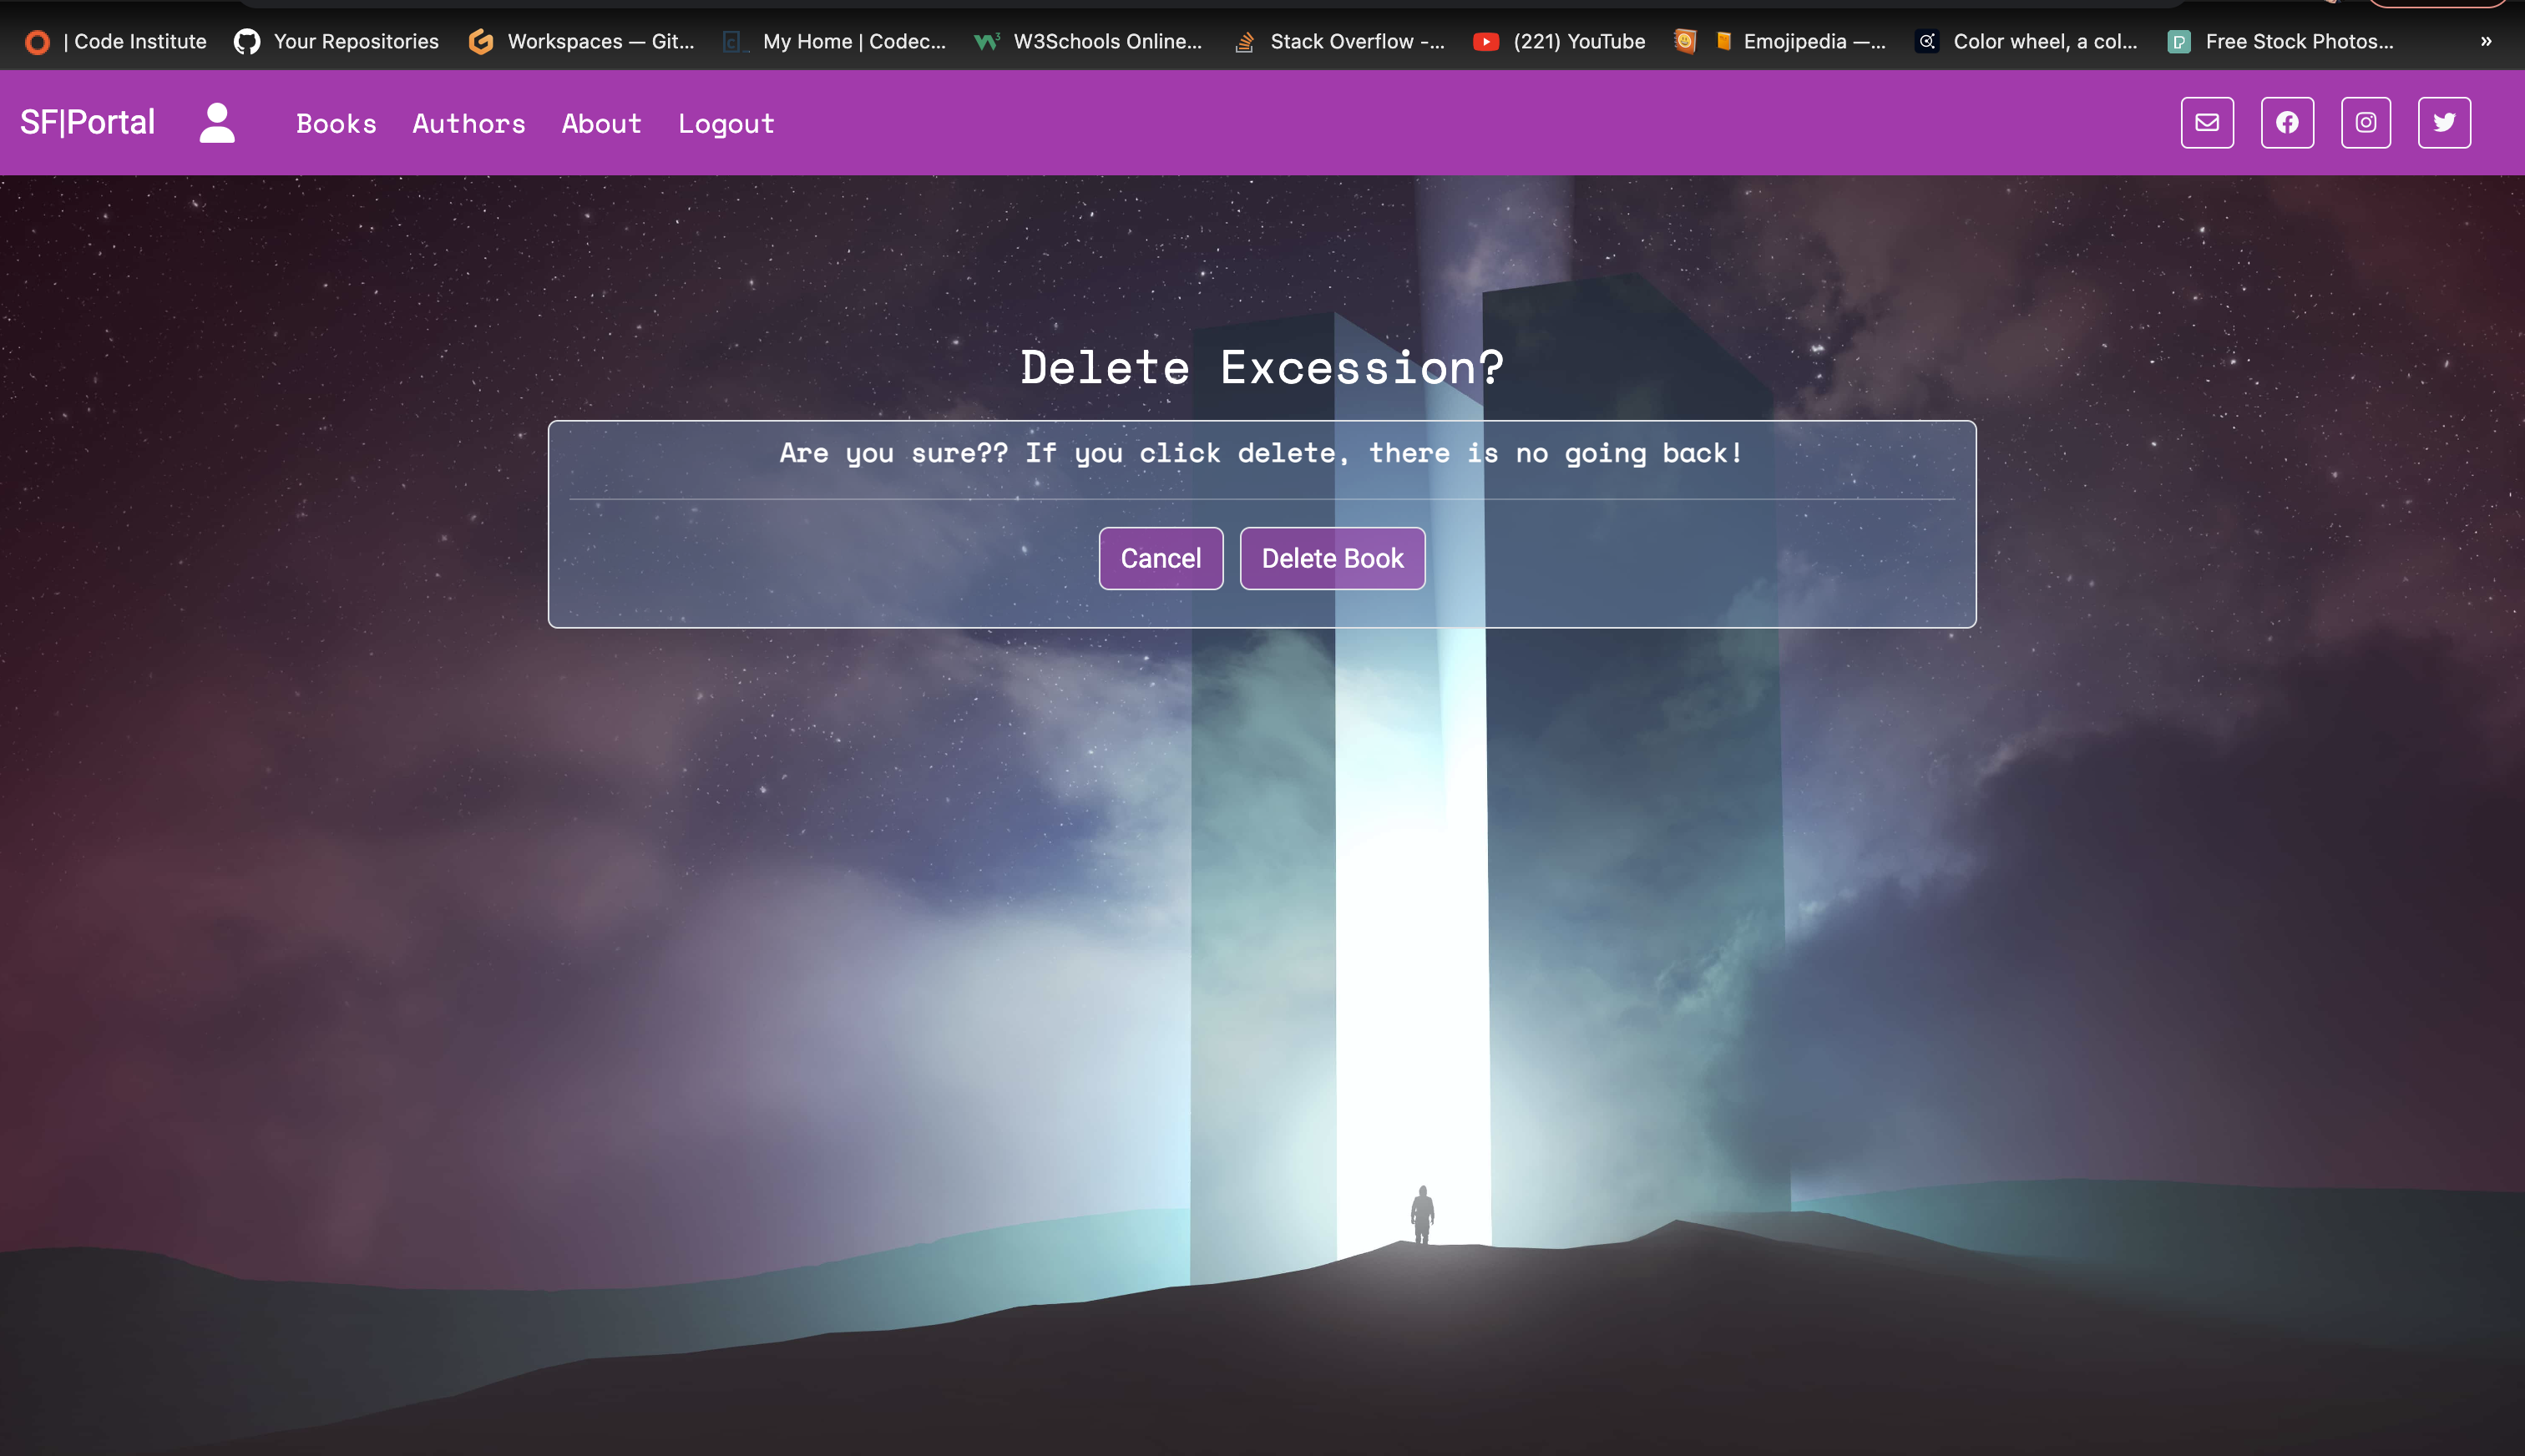 | Code Institute Your Repositories Workspaces — Git... My Home | Codec... W3Schools Online... Stack Overflow -... (221) YouTube Emojipedia —... Color wheel, a col... Free Stock Photos... »
SF|Portal Books Authors About Logout
Delete Excession?
Are you sure?? If you click delete, there is no going back!
Cancel Delete Book